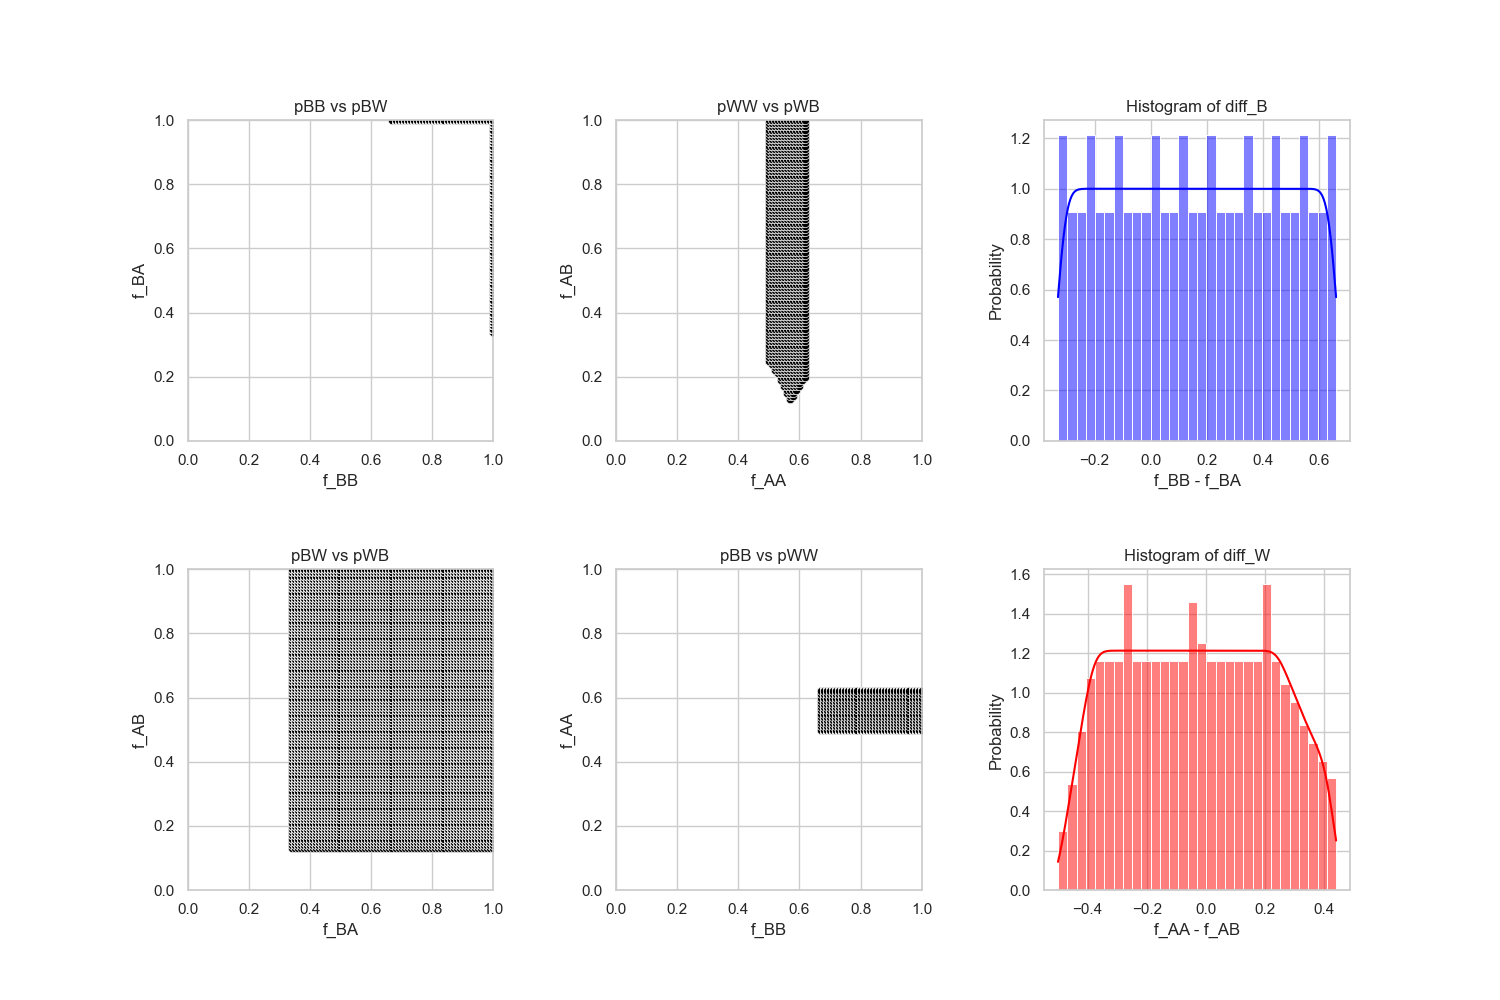 pBB vs pBW
1.0
0.8
0.6
0.4
0.2
0.0
f_BA
0.0 0.2 0.4 0.6 0.8 1.0
f_BB
pWW vs pWB
1.0
0.8
0.6
0.4
0.2
0.0
f_AB
0.0 0.2 0.4 0.6 0.8 1.0
f_AA
Histogram of diff_B
1.2
1.0
0.8
0.6
0.4
0.2
0.0
Probability
−0.2 0.0 0.2 0.4 0.6
f_BB - f_BA
pBW vs pWB
1.0
0.8
0.6
0.4
0.2
0.0
f_AB
0.0 0.2 0.4 0.6 0.8 1.0
f_BA
pBB vs pWW
1.0
0.8
0.6
0.4
0.2
0.0
f_AA
0.0 0.2 0.4 0.6 0.8 1.0
f_BB
Histogram of diff_W
1.6
1.4
1.2
1.0
0.8
0.6
0.4
0.2
0.0
Probability
−0.4 −0.2 0.0 0.2 0.4
f_AA - f_AB